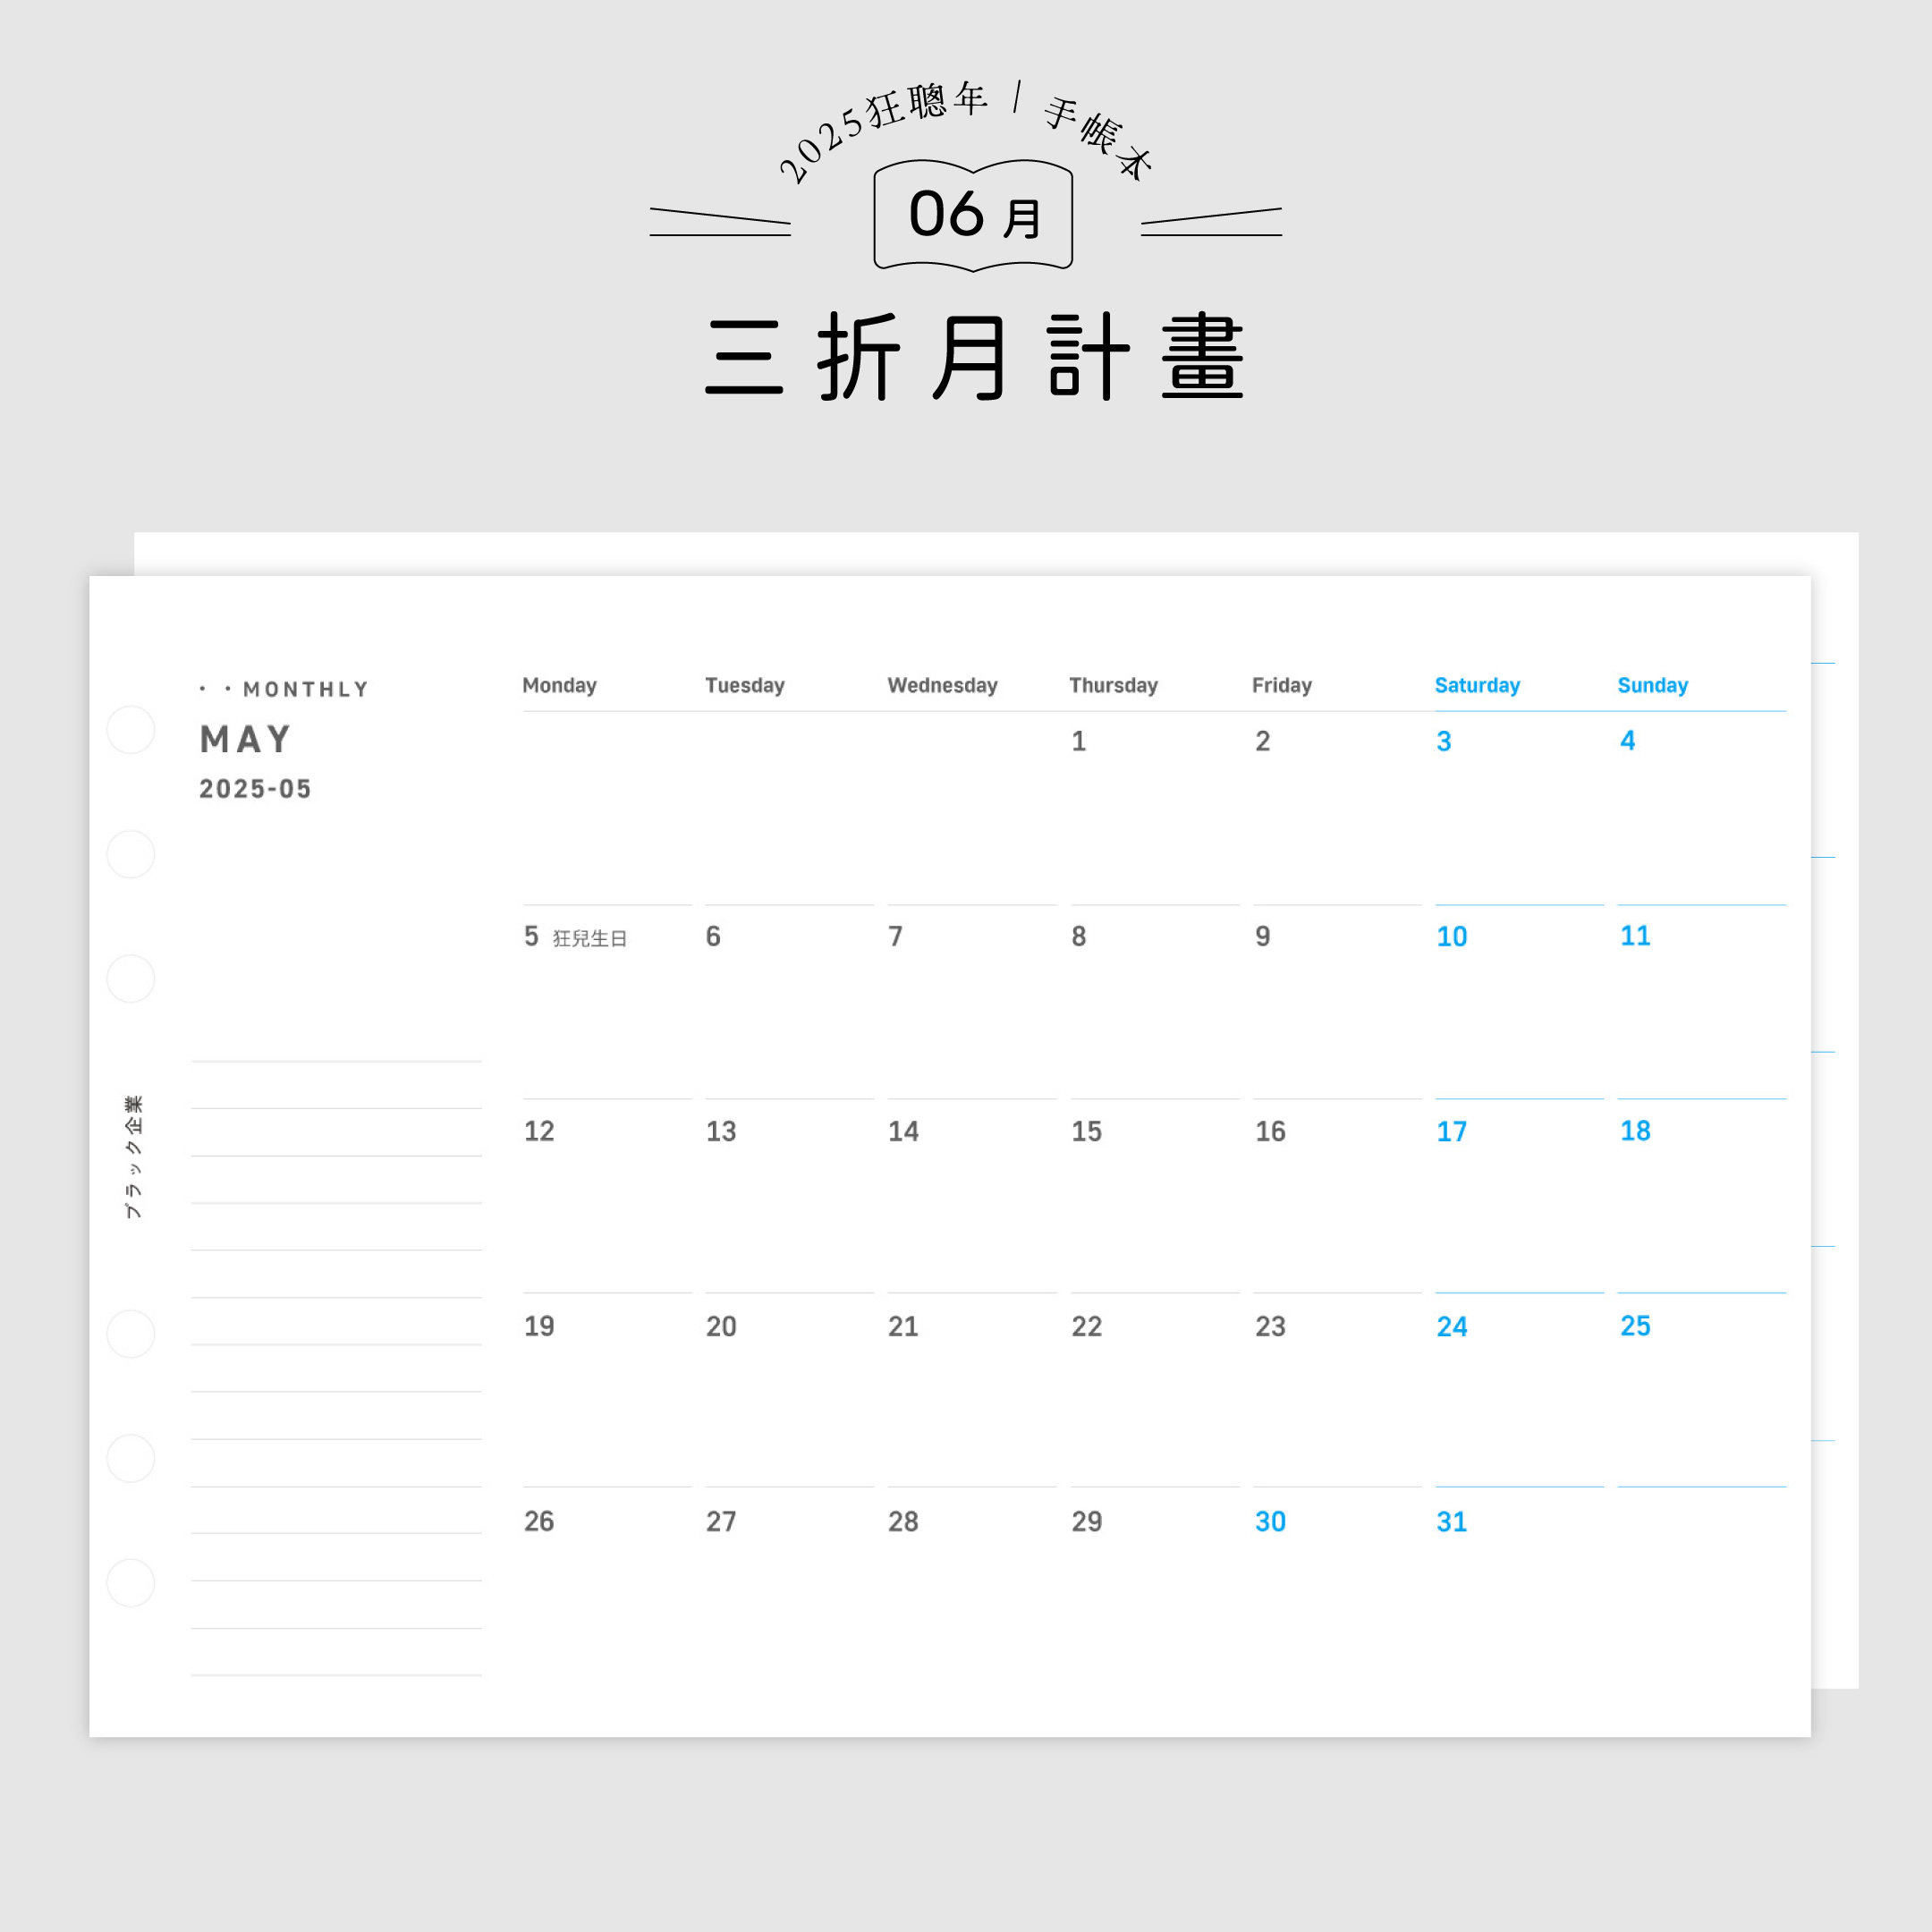 2025狂聰年 / 手帳本
06 月
三折月計畫
・ ・MONTHLY
MAY
2025-05
Monday Tuesday Wednesday Thursday Friday Saturday Sunday
1 2 3 4
5 狂兒生日 6 7 8 9 10 11
12 13 14 15 16 17 18
19 20 21 22 23 24 25
26 27 28 29 30 31
ブラック企業